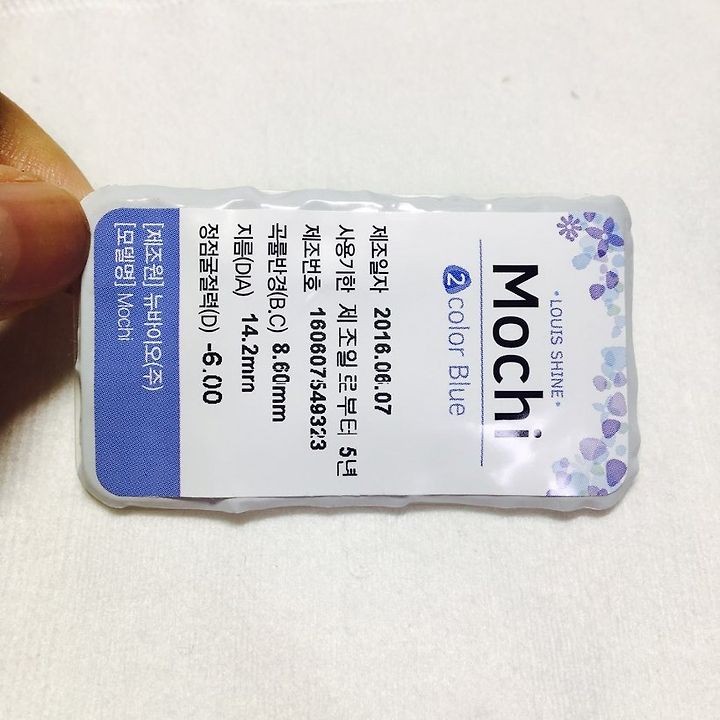 LOUIS SHINE
Mochi
2 color Blue
제조일자 2016.06.07
사용기한 제조일로부터 5년
제조번호 160607549323
곡률반경(B.C) 8.60mm
지름(DIA) 14.2mm
정점굴절력(D) -6.00
[제조원] 뉴바이오(주)
[모델명] Mochi